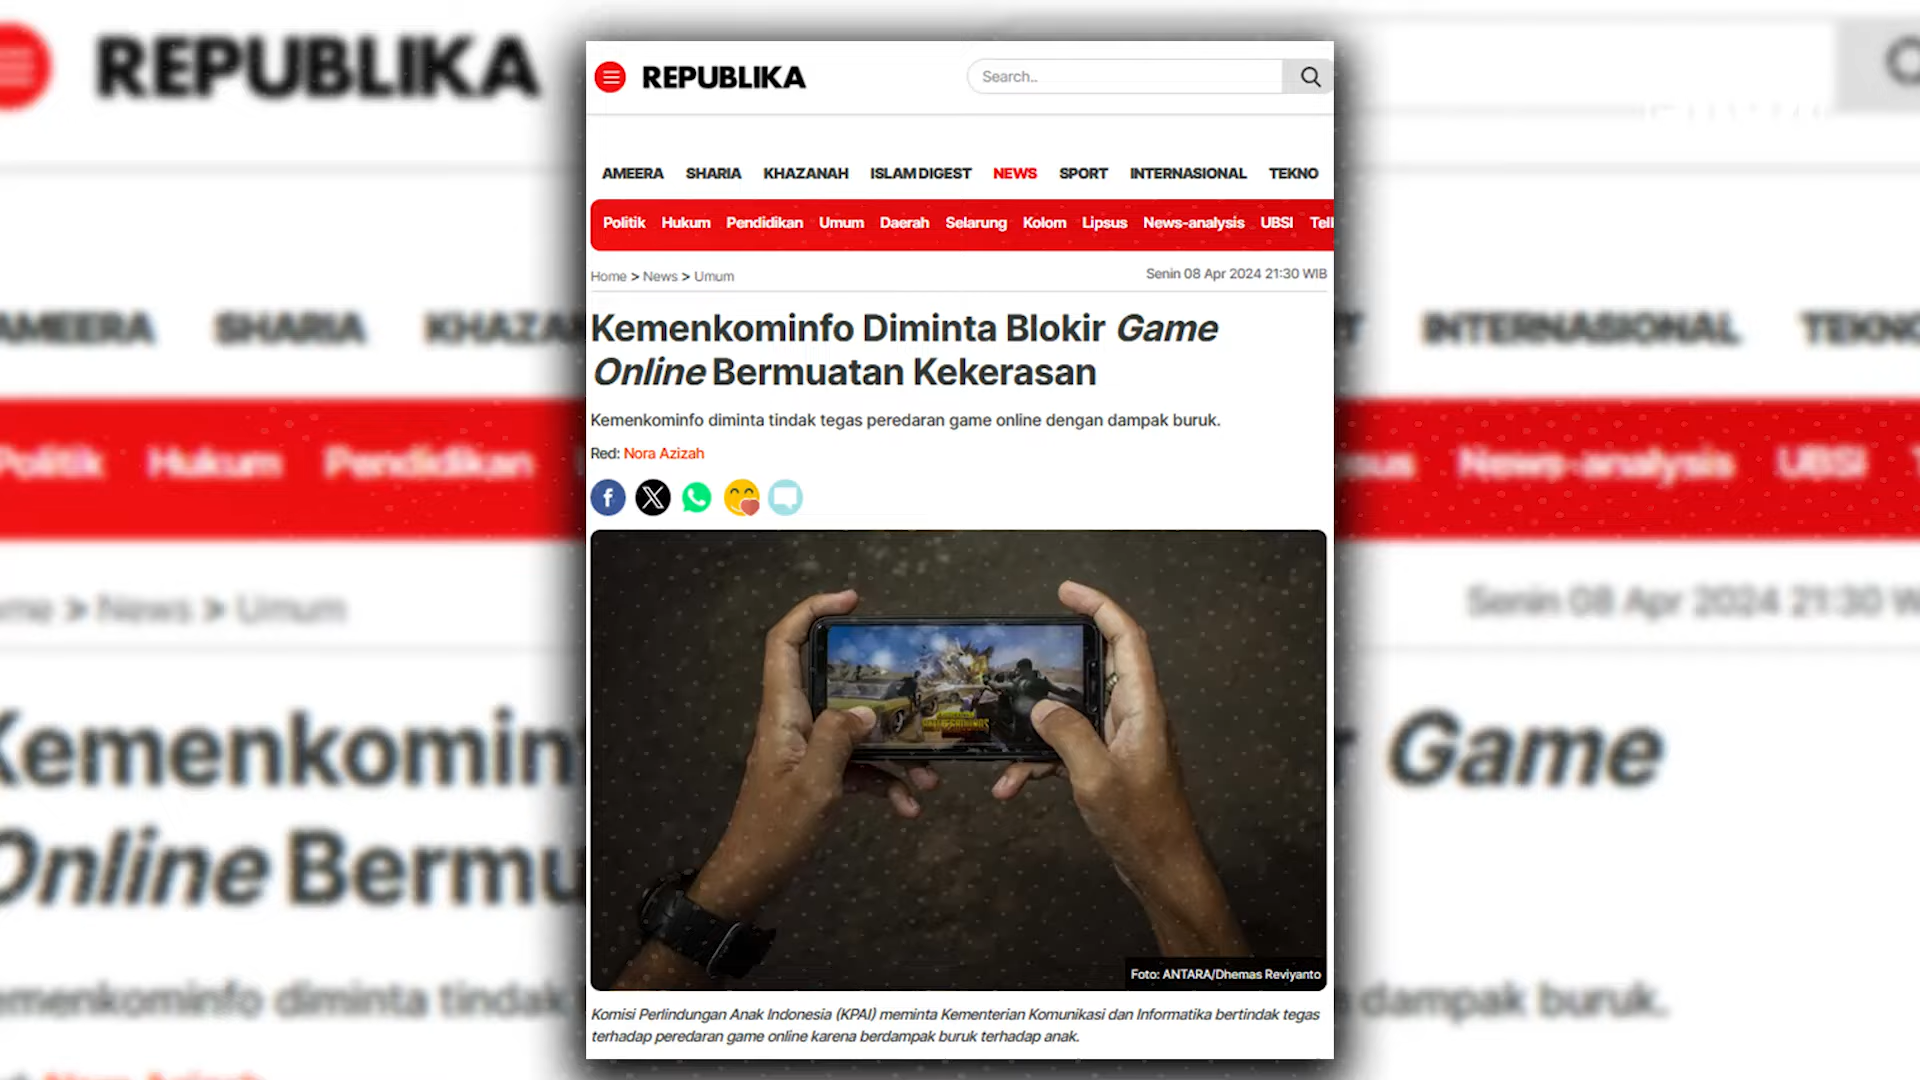 REPUBLIKA
Search..
AMEERA SHARIA KHAZANAH ISLAM DIGEST NEWS SPORT INTERNASIONAL TEKNO
Politik Hukum Pendidikan Umum Daerah Selarung Kolom Lipsus News-analysis UBSI Tell
Home > News > Umum
Senin 08 Apr 2024 21:30 WIB
Kemenkominfo Diminta Blokir Game
Online Bermuatan Kekerasan
Kemenkominfo diminta tindak tegas peredaran game online dengan dampak buruk.
Red: Nora Azizah
Foto: ANTARA/Dhemas Reviyanto
Komisi Perlindungan Anak Indonesia (KPAI) meminta Kementerian Komunikasi dan Informatika bertindak tegas
terhadap peredaran game online karena berdampak buruk terhadap anak.